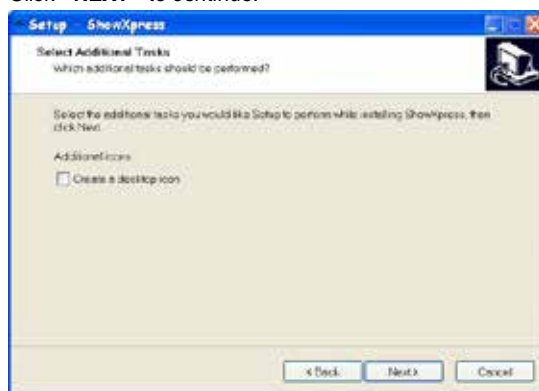 Click "NEXT" to continue.
Setup - ShowXpress
Select Additional Tasks
Which additional tasks should be performed?
Select the additional tasks you would like Setup to perform while installing ShowXpress, then
click Next.
Additional icons
Create a desktop icon
< Back
Next >
Cancel